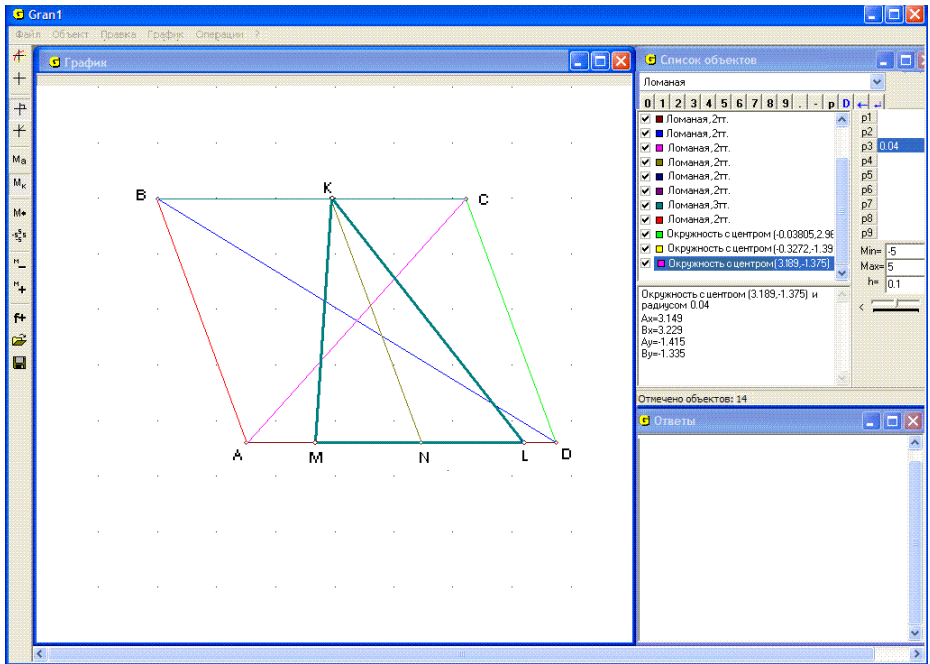 Gran1
Файл Объект Правка График Операции ?
График
B
K
C
A
M
N
L
D
Ma
Mк
M+
M
M
f+
Список объектов
Ломаная
0 1 2 3 4 5 6 7 8 9 . - p D
Ломаная,2тт.
Ломаная,2тт.
Ломаная,2тт.
Ломаная,2тт.
Ломаная,2тт.
Ломаная,2тт.
Ломаная,3тт.
Ломаная,2тт.
Окружность с центром (-0.03805,2.96
Окружность с центром (-0.3272,-1.39
Окружность с центром (3.189,-1.375)
p1
p2
p3 0.04
p4
p5
p6
p7
p8
p9
Min= -5
Max= 5
h= 0.1
<
Окружность с центром (3.189,-1.375) и
радиусом 0.04
Ax=3.149
Bx=3.229
Ay=-1.415
By=-1.335
Отмечено объектов: 14
Ответы